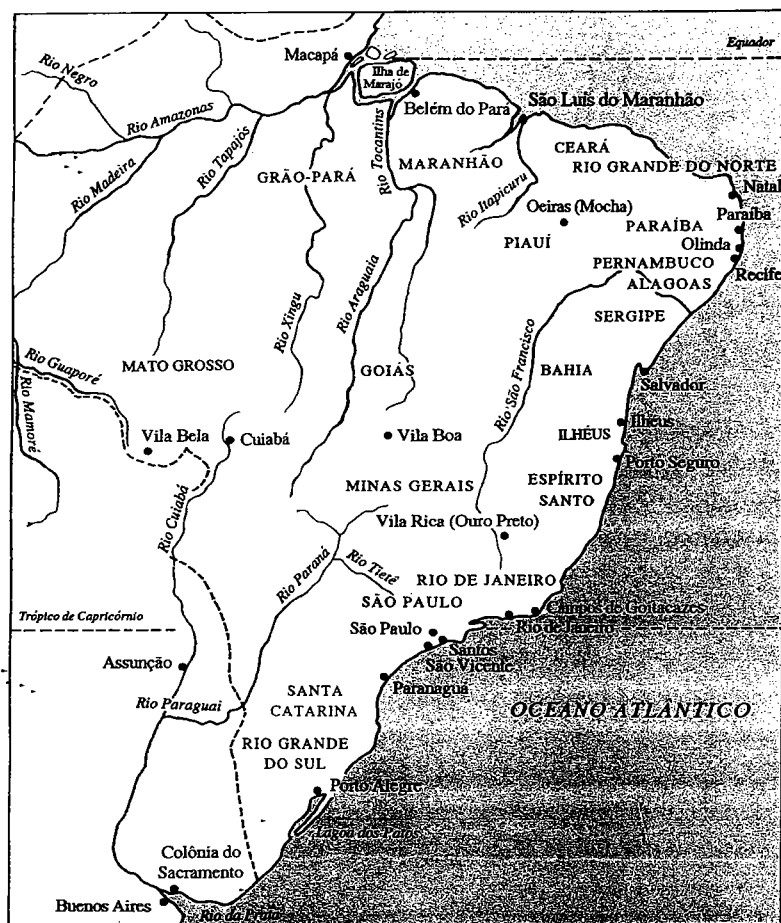 Equador
Macapá
Rio Negro
Ilha de
Marajó
Belém do Pará
São Luís do Maranhão
Rio Amazonas
Rio Tapajós
Rio Madeira
Rio Tocantins
MARANHÃO
CEARÁ
RIO GRANDE DO NORTE
GRÃO-PARÁ
Natal
Rio Itapicuru
Oeiras (Mocha)
Paraíba
PARAÍBA
PIAUÍ
Olinda
PERNAMBUCO
Recife
ALAGOAS
Rio Araguaia
Rio Xingu
SERGIPE
Rio São Francisco
Rio Guaporé
MATO GROSSO
GOIÁS
BAHIA
Salvador
Rio Mamoré
Ilhéus
ILHÉUS
Vila Bela
Cuiabá
Vila Boa
Porto Seguro
MINAS GERAIS
ESPÍRITO
SANTO
Rio Cuiabá
Vila Rica (Ouro Preto)
Rio Paraná
Rio Tietê
RIO DE JANEIRO
SÃO PAULO
Campos de Goitacazes
Trópico de Capricórnio
Rio de Janeiro
São Paulo
Santos
São Vicente
Assunção
Paranaguá
Rio Paraguai
SANTA
CATARINA
OCEANO ATLÂNTICO
RIO GRANDE
DO SUL
Porto Alegre
Lagoa dos Patos
Colônia do
Sacramento
Buenos Aires
Rio da Prata